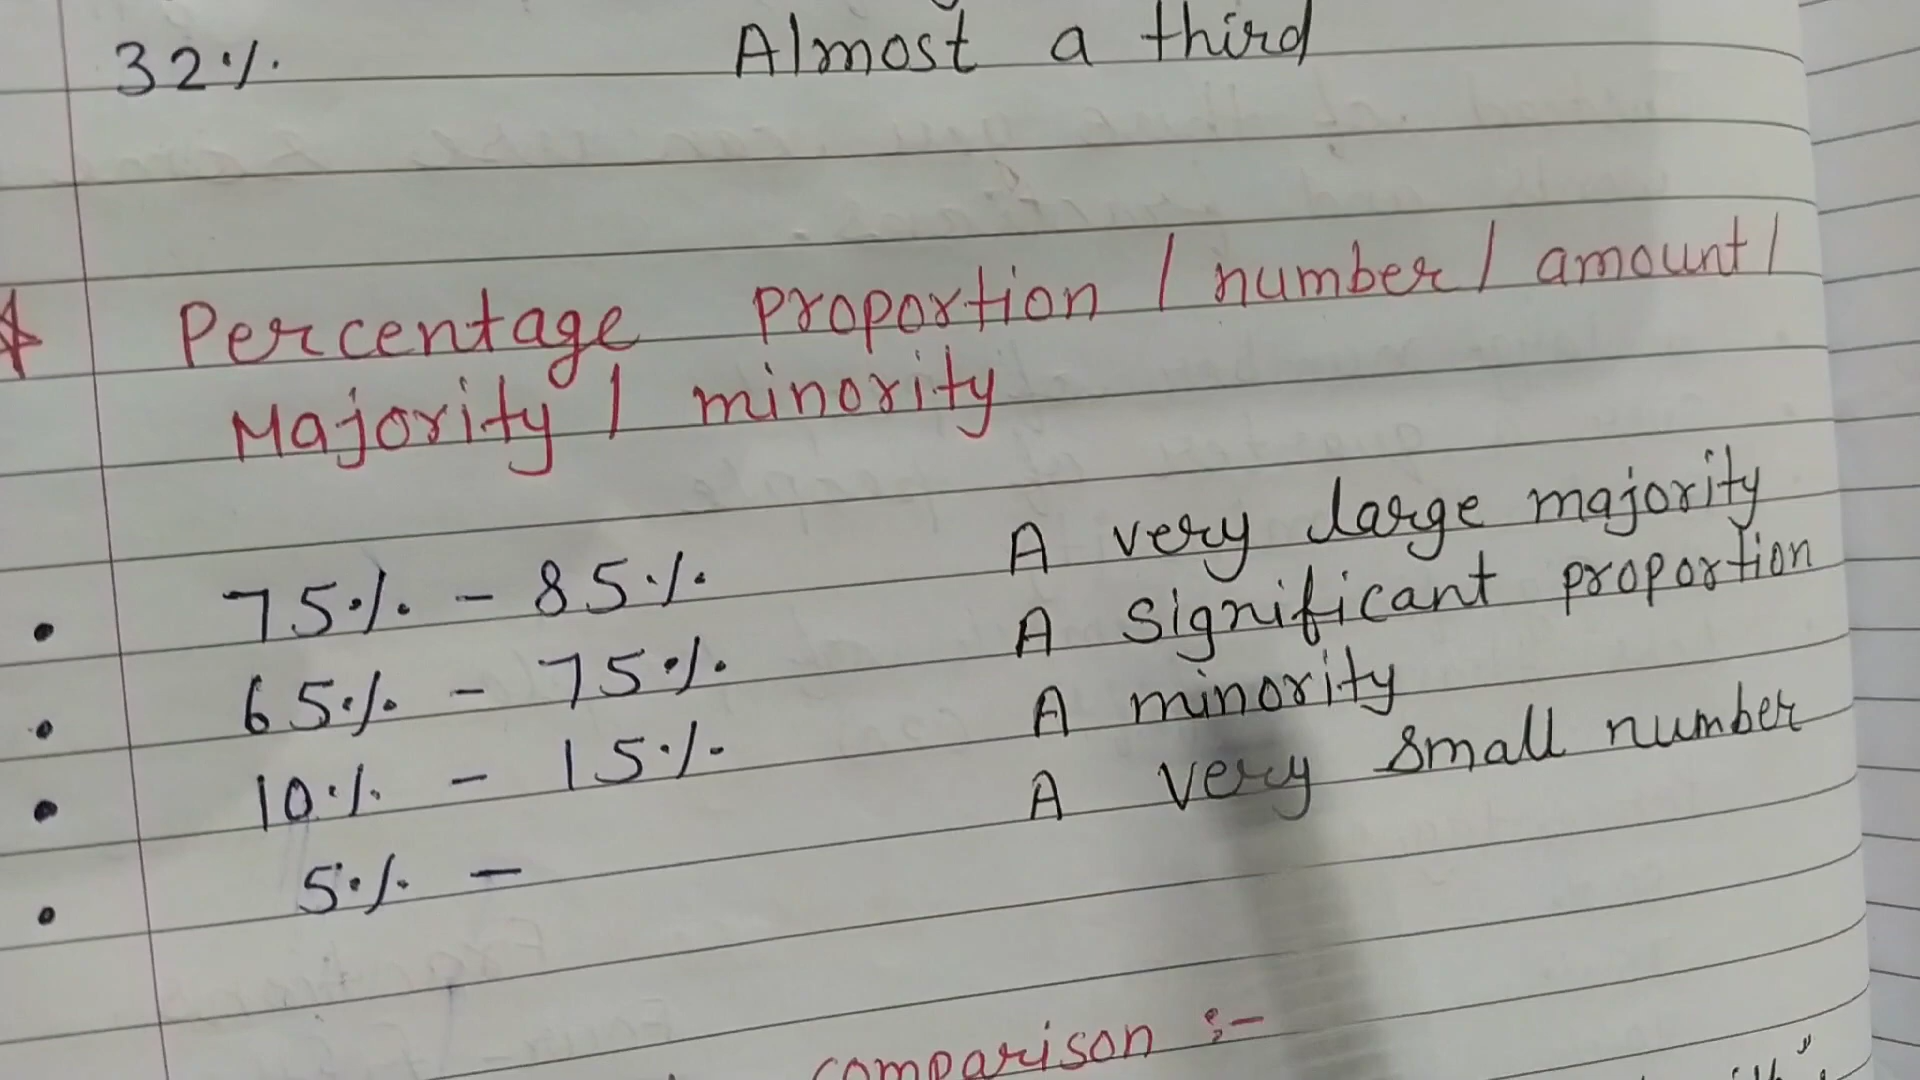 32% Almost a third
Percentage proportion / number / amount /
Majority / minority
75% - 85% A very large majority
65% - 75% A significant proportion
10% - 15% A minority
5% - A very small number
comparison :-